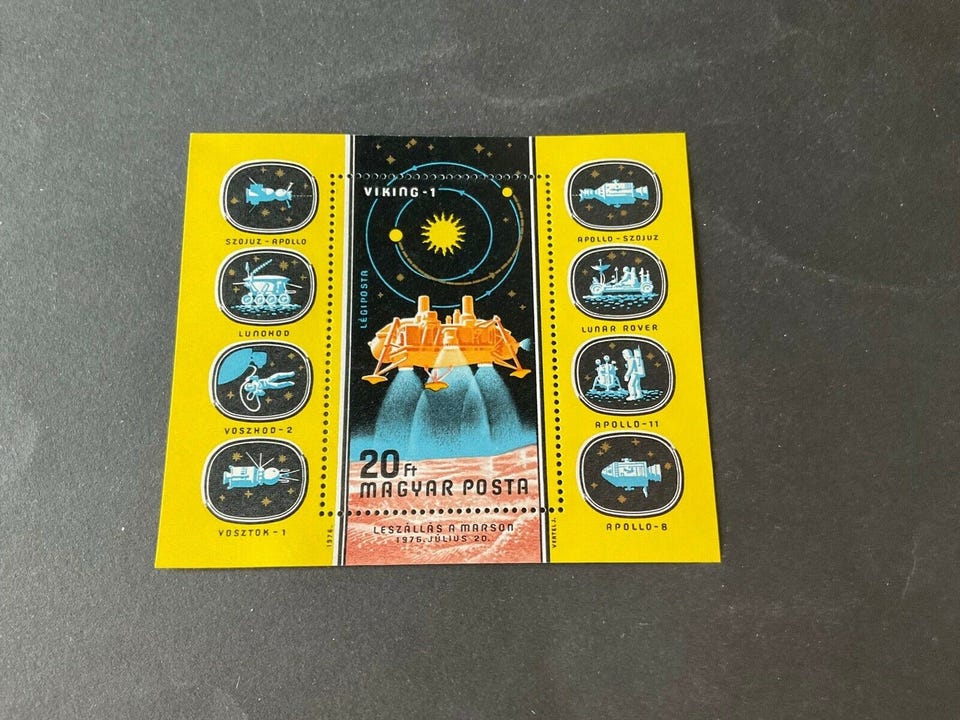 SZOJUZ-APOLLO
LUNOHOD
VOSZHOD-2
VOSZTOK-1
VIKING-1
LÉGIPOSTA
20 Ft
MAGYAR POSTA
LESZÁLLÁS A MARSON
1976. JÚLIUS 20.
1976.
VERTEL J.
APOLLO-SZOJUZ
LUNAR ROVER
APOLLO-11
APOLLO-8